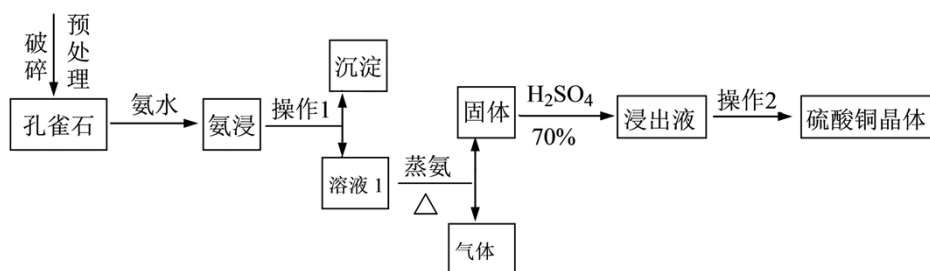 破碎
预处理
孔雀石
氨水
氨浸
操作1
沉淀
溶液 1
蒸氨
△
固体
气体
H₂SO₄
70%
浸出液
操作2
硫酸铜晶体